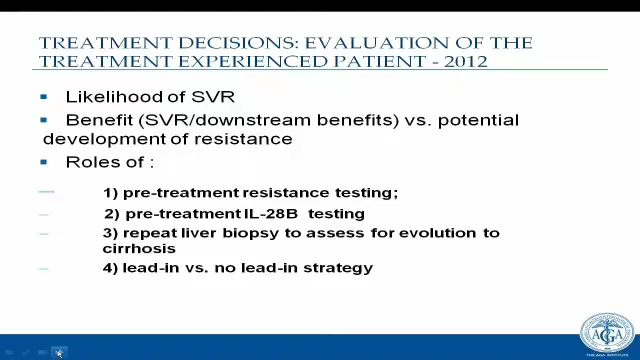 TREATMENT DECISIONS: EVALUATION OF THE
TREATMENT EXPERIENCED PATIENT - 2012
Likelihood of SVR
Benefit (SVR/downstream benefits) vs. potential
development of resistance
Roles of :
1) pre-treatment resistance testing;
2) pre-treatment IL-28B testing
3) repeat liver biopsy to assess for evolution to
cirrhosis
4) lead-in vs. no lead-in strategy
AGA
THE AGA INSTITUTE